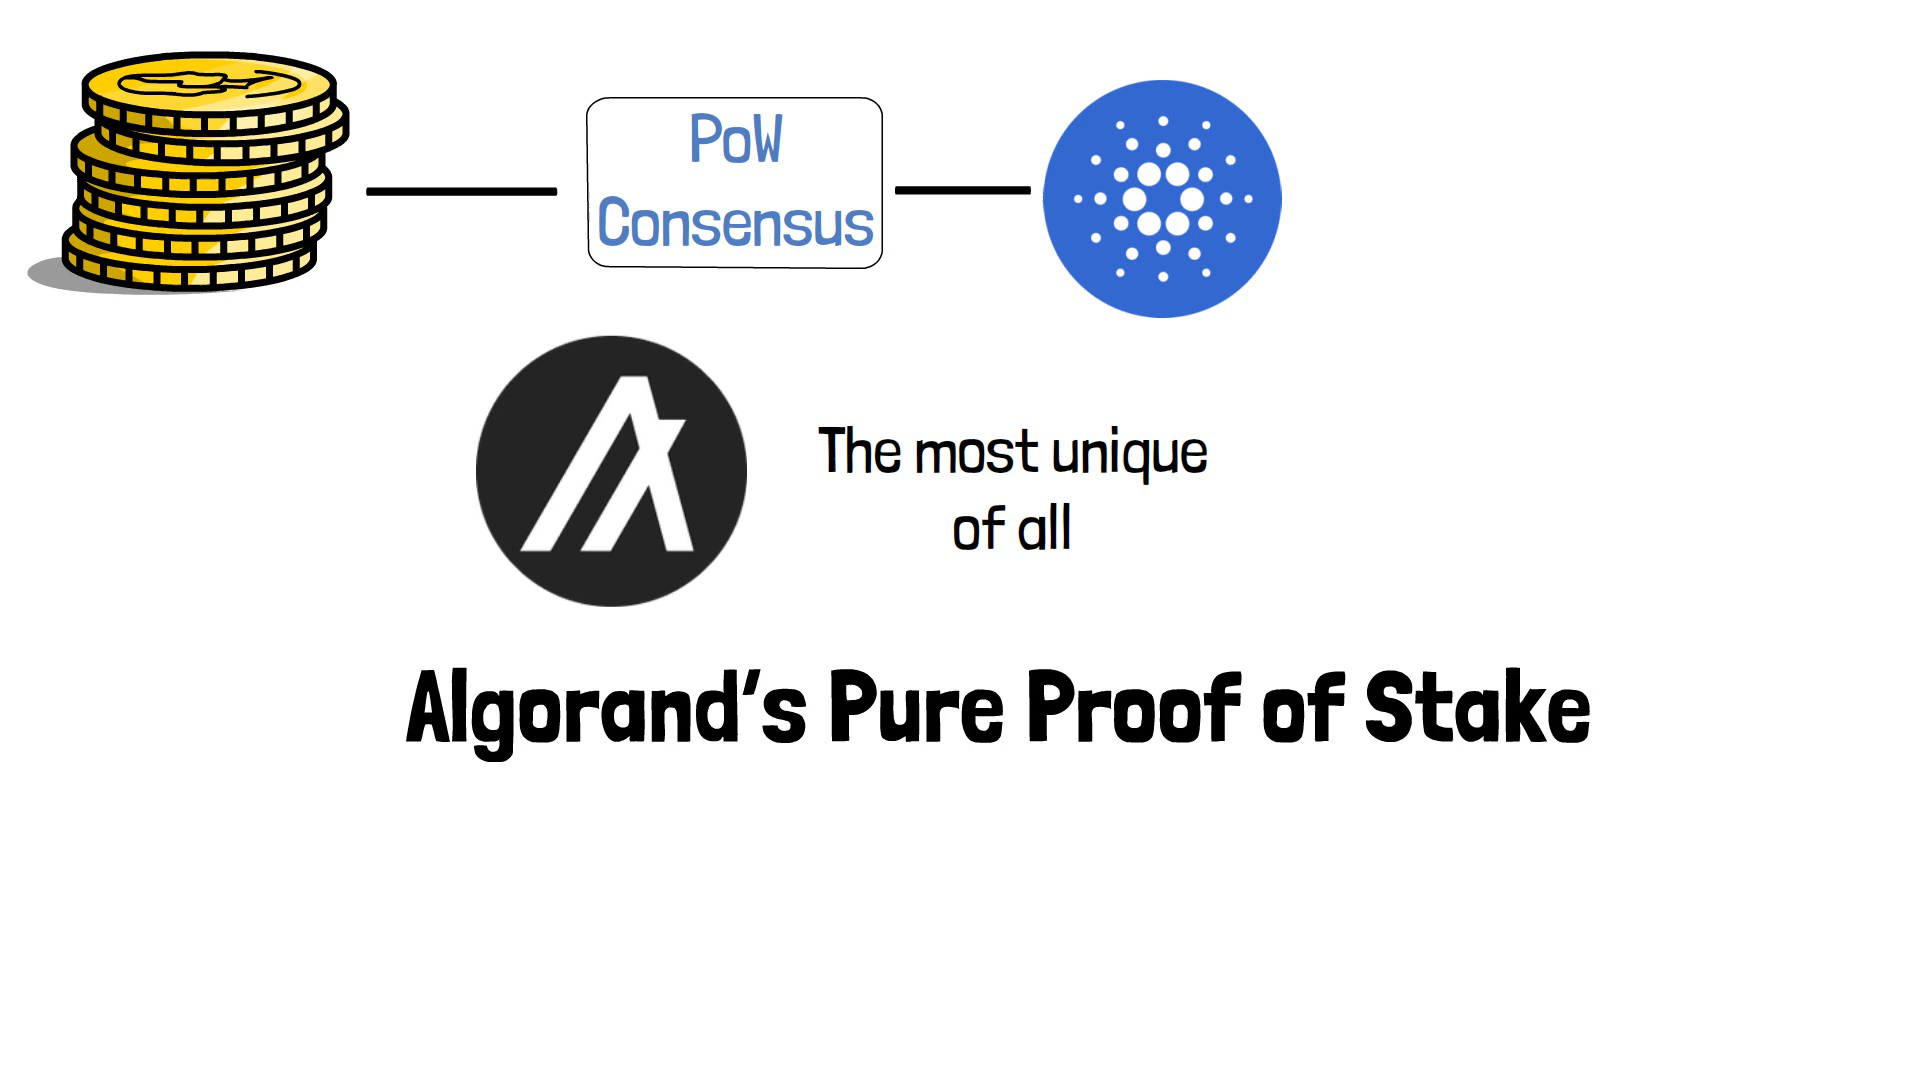 PoW
Consensus
The most unique
of all
Algorand's Pure Proof of Stake